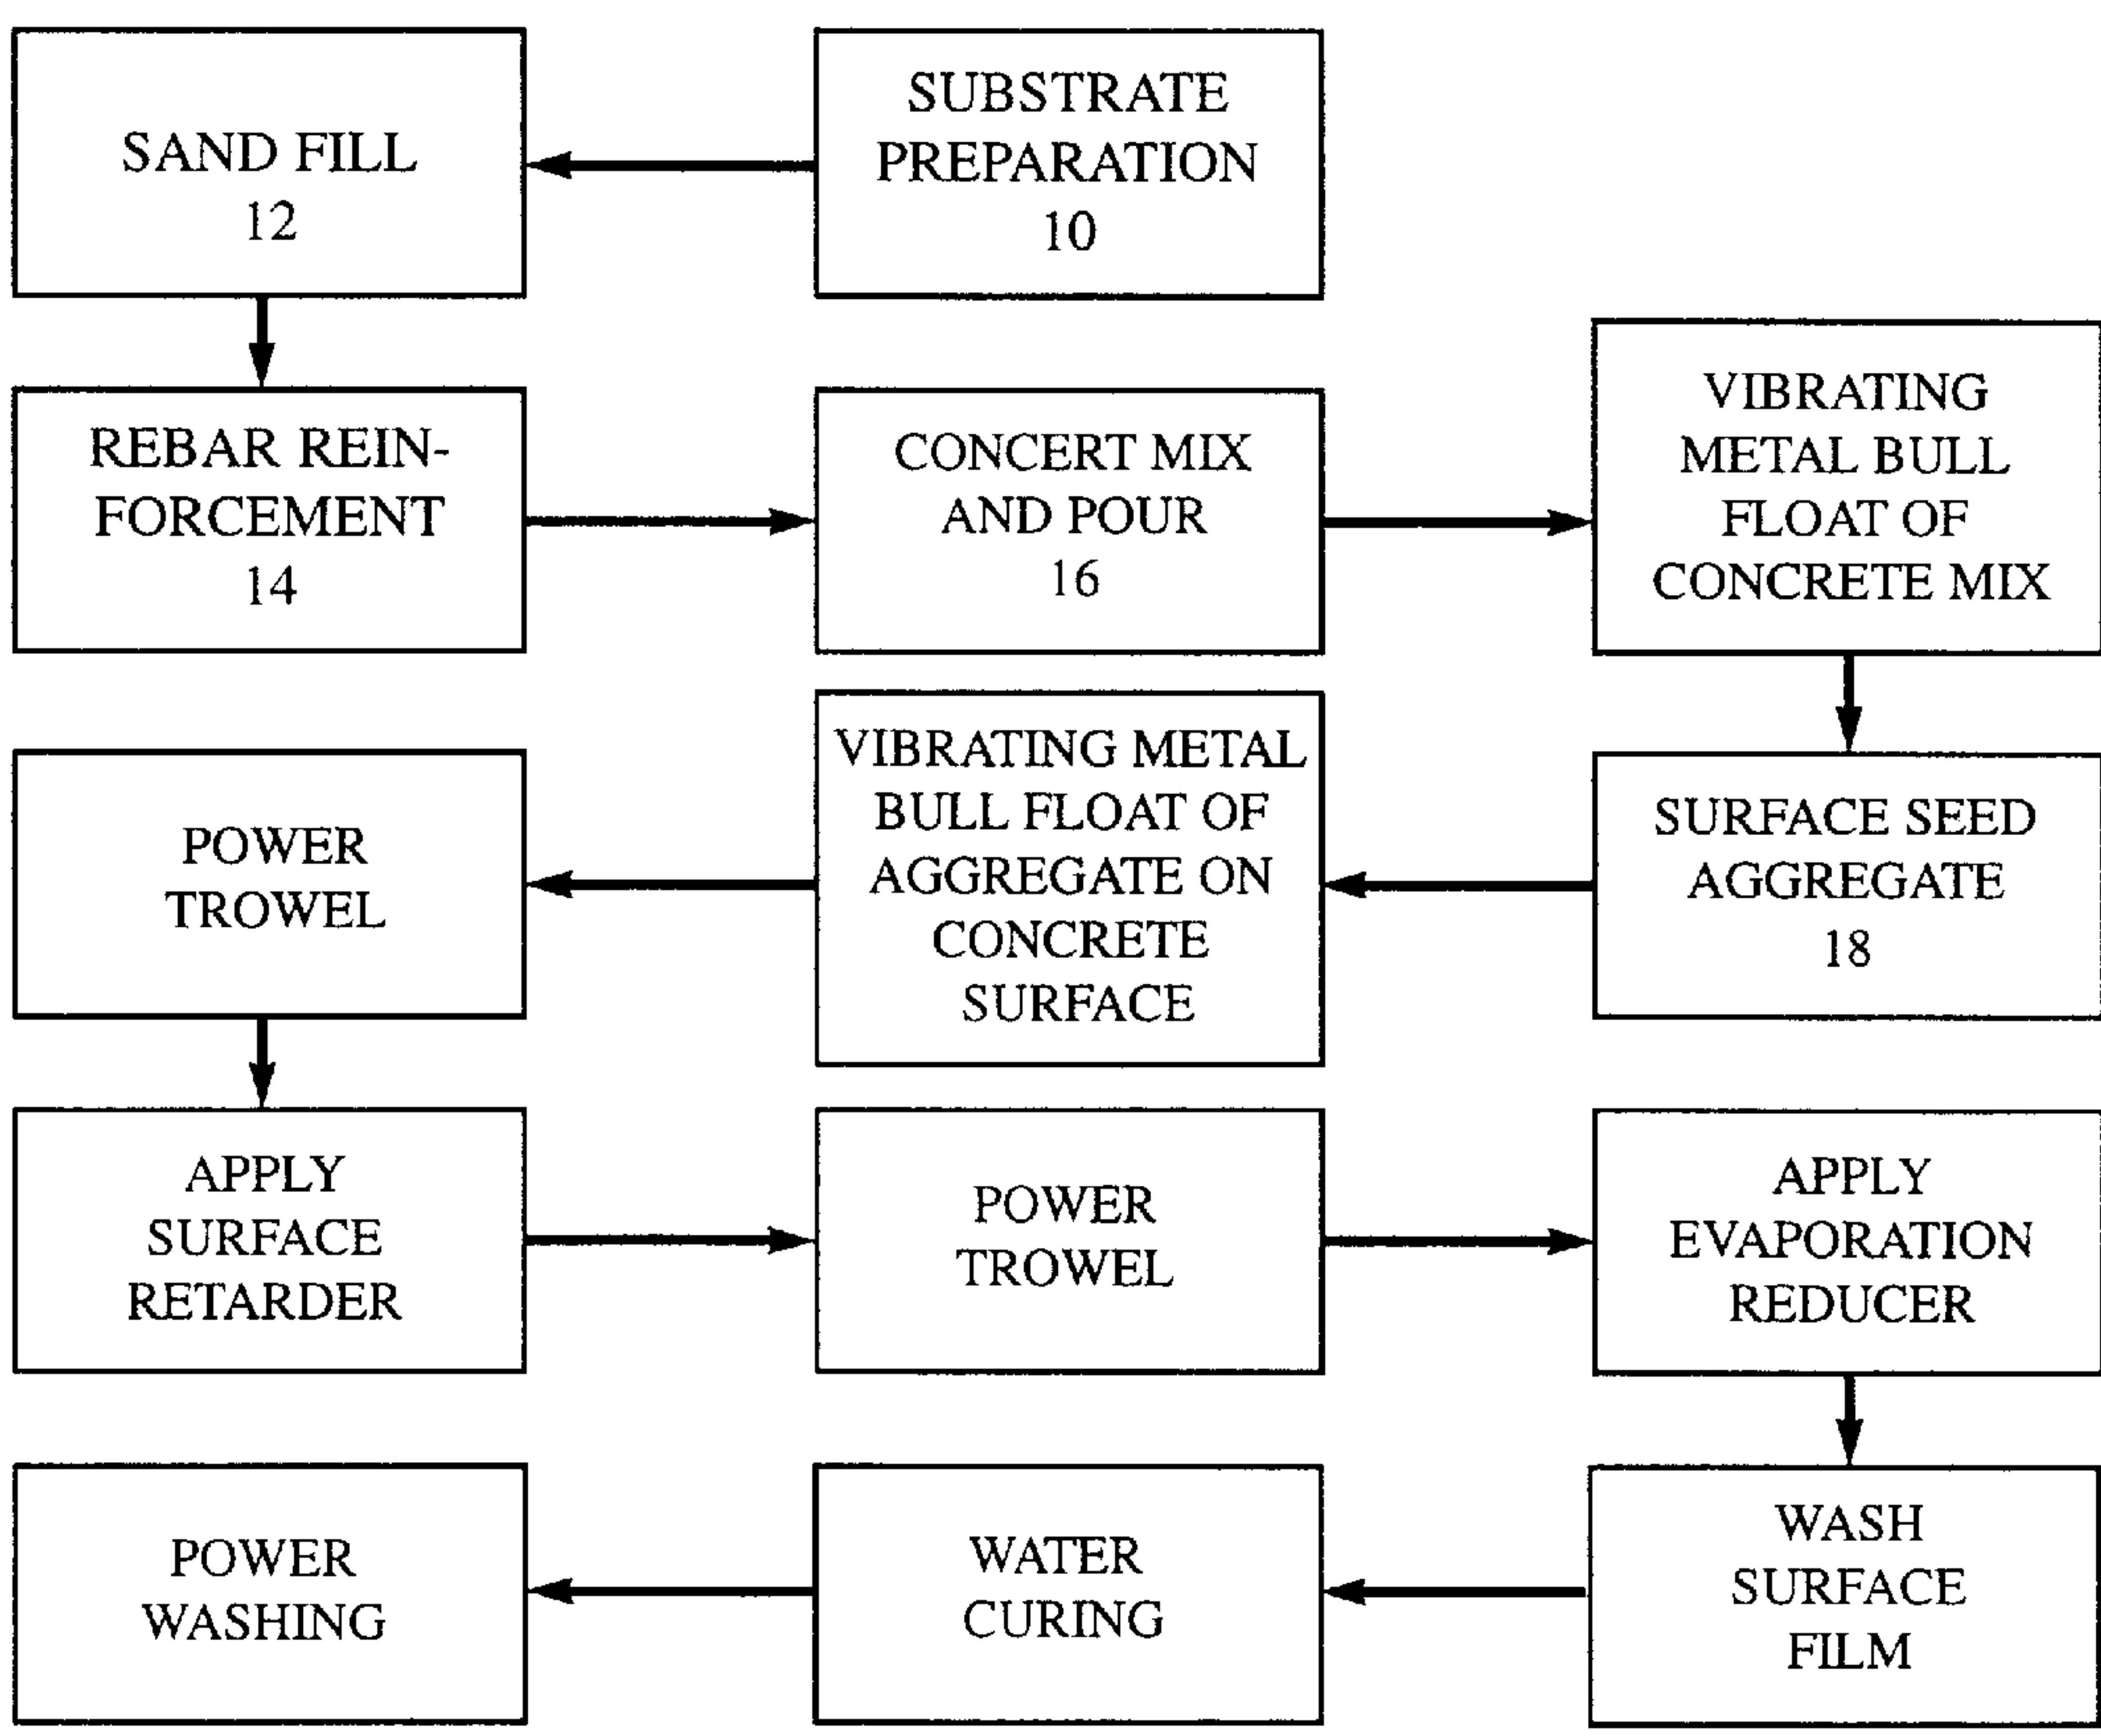 SUBSTRATE
PREPARATION
10
SAND FILL
12
REBAR REIN-
FORCEMENT
14
CONCERT MIX
AND POUR
16
VIBRATING
METAL BULL
FLOAT OF
CONCRETE MIX
SURFACE SEED
AGGREGATE
18
VIBRATING METAL
BULL FLOAT OF
AGGREGATE ON
CONCRETE
SURFACE
POWER
TROWEL
APPLY
SURFACE
RETARDER
POWER
TROWEL
APPLY
EVAPORATION
REDUCER
WASH
SURFACE
FILM
WATER
CURING
POWER
WASHING